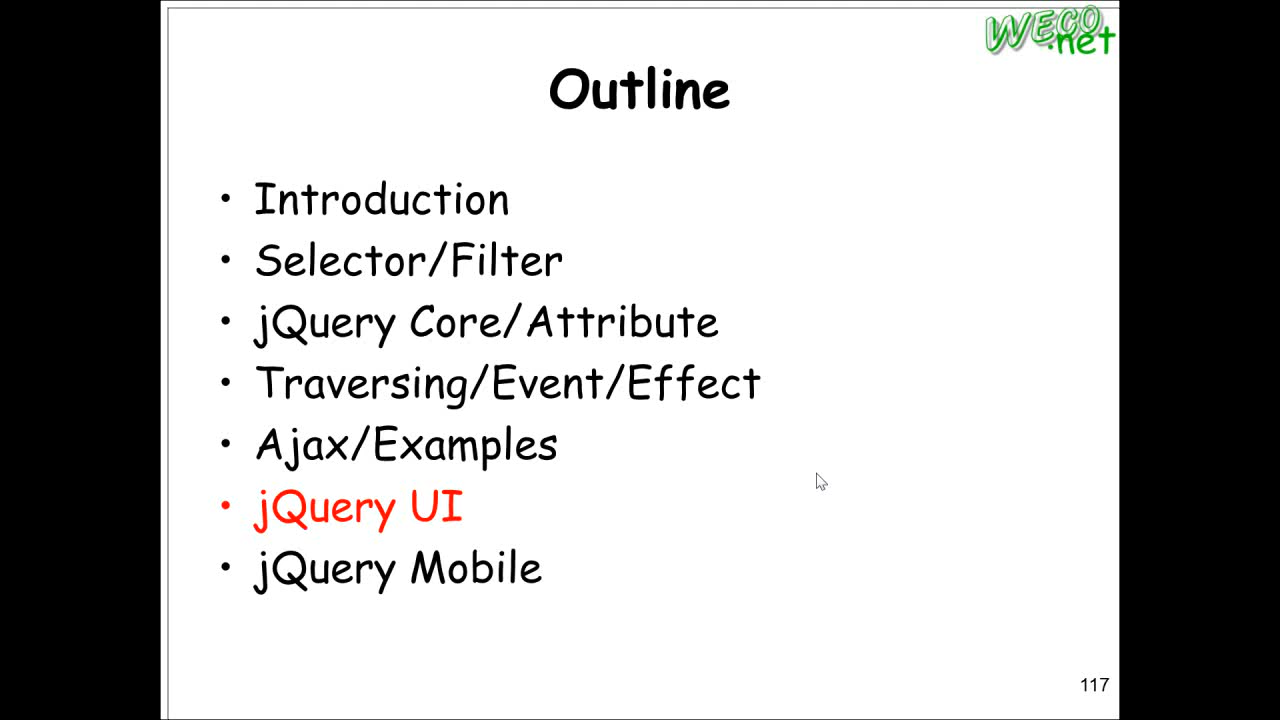 WECO
.net
Outline
• Introduction
• Selector/Filter
• jQuery Core/Attribute
• Traversing/Event/Effect
• Ajax/Examples
• jQuery UI
• jQuery Mobile
117